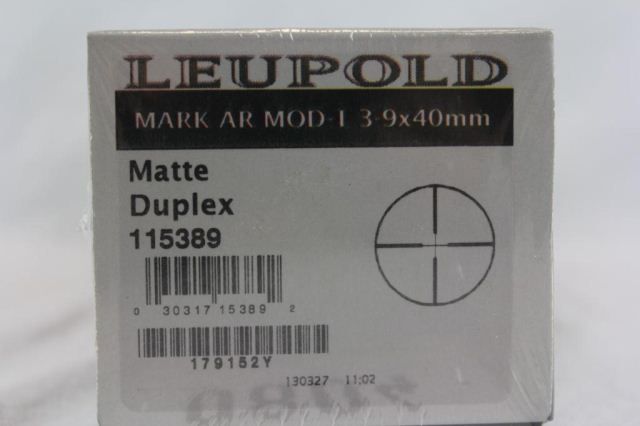 LEUPOLD
MARK AR MOD-1 3-9x40mm
Matte
Duplex
115389
0 30317 15389 2
179152Y
130327 11:02